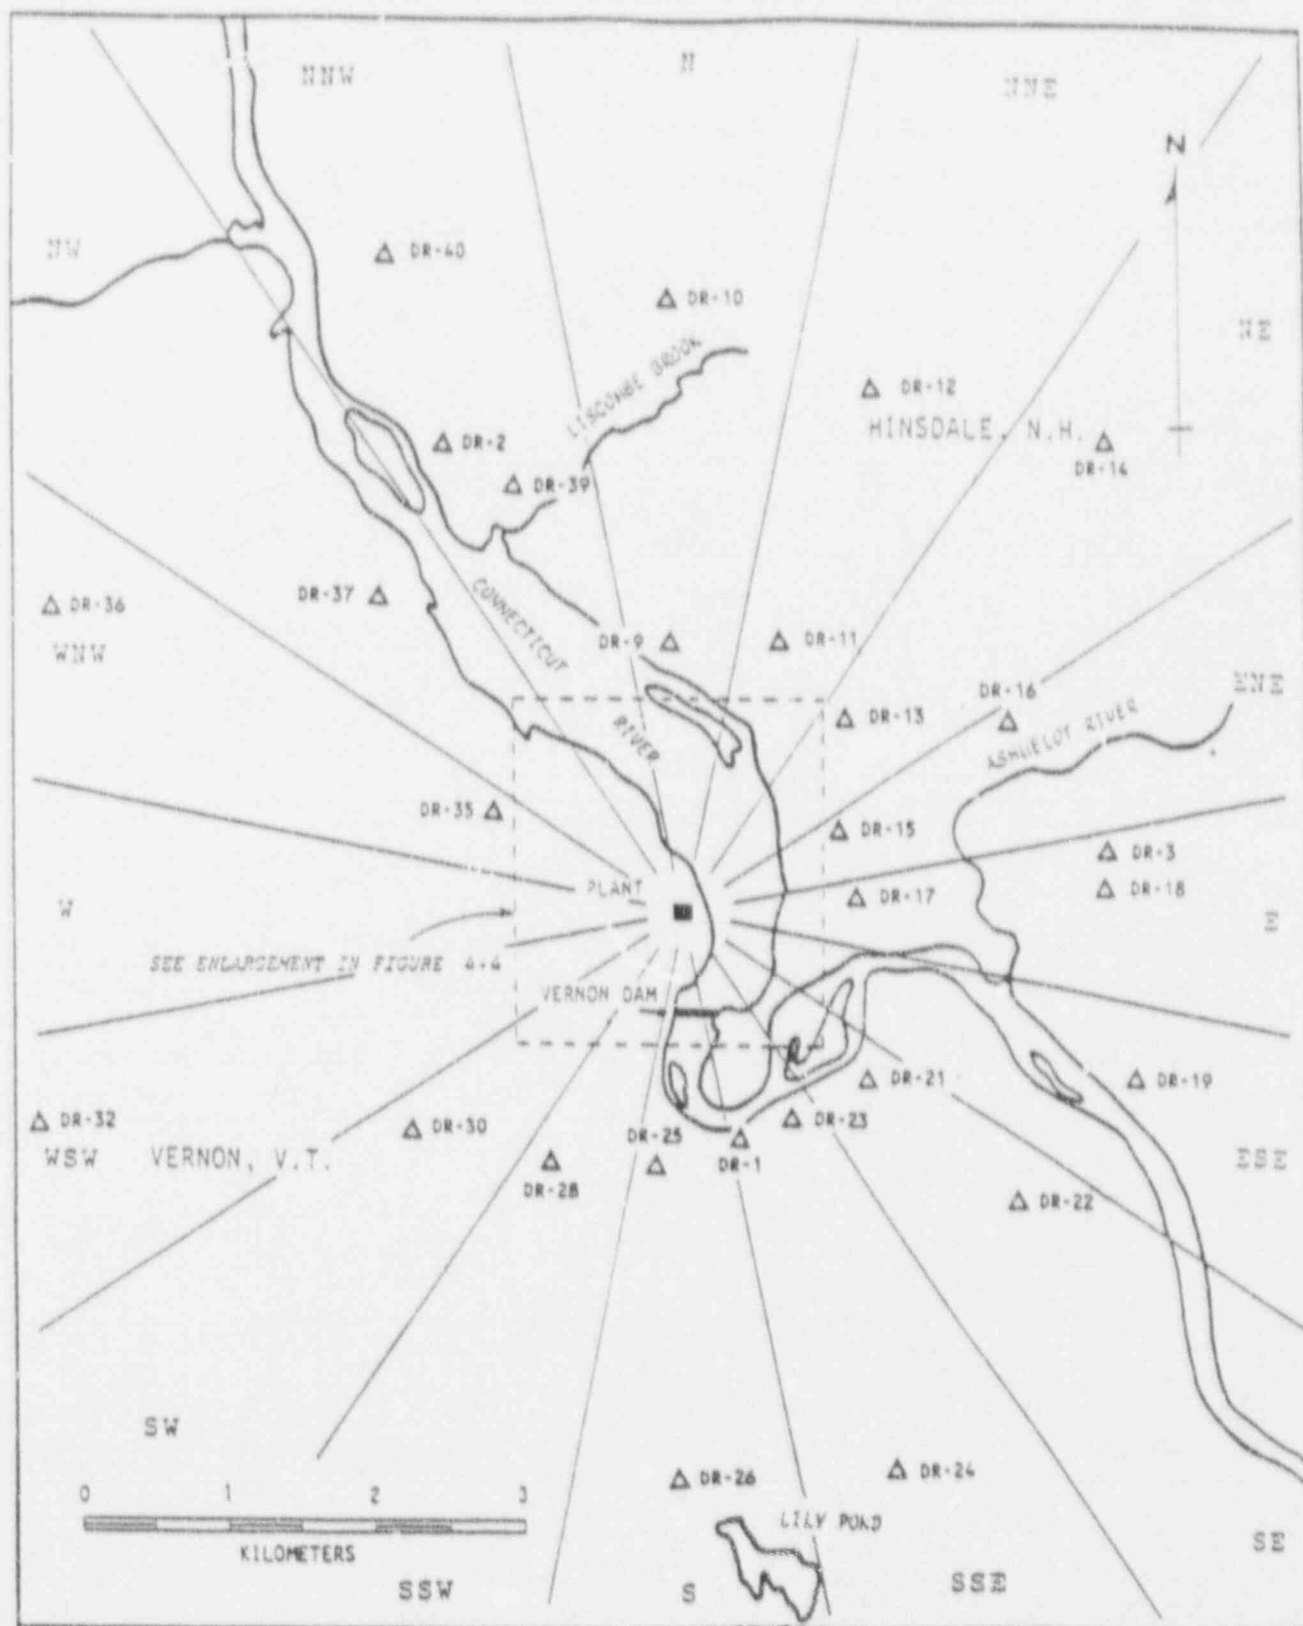 NNW
N
NNE
N
NW
DR-40
DR-10
NE
LISCOMBE BROOK
DR-12
HINSDALE, N.H.
DR-2
DR-14
DR-39
DR-37
CONNECTICUT
RIVER
DR-36
WNW
DR-9
DR-11
ENE
DR-16
DR-13
ASHUELOT RIVER
DR-35
DR-15
DR-3
PLANT
DR-17
DR-18
W
E
SEE ENLARGEMENT IN FIGURE 4-4
VERNON DAM
DR-21
DR-19
DR-32
DR-30
DR-25
DR-23
WSW
VERNON, V.T.
DR-1
ESE
DR-28
DR-22
SW
DR-26
DR-24
0 1 2 3
KILOMETERS
LILY POND
SE
SSW
S
SSE